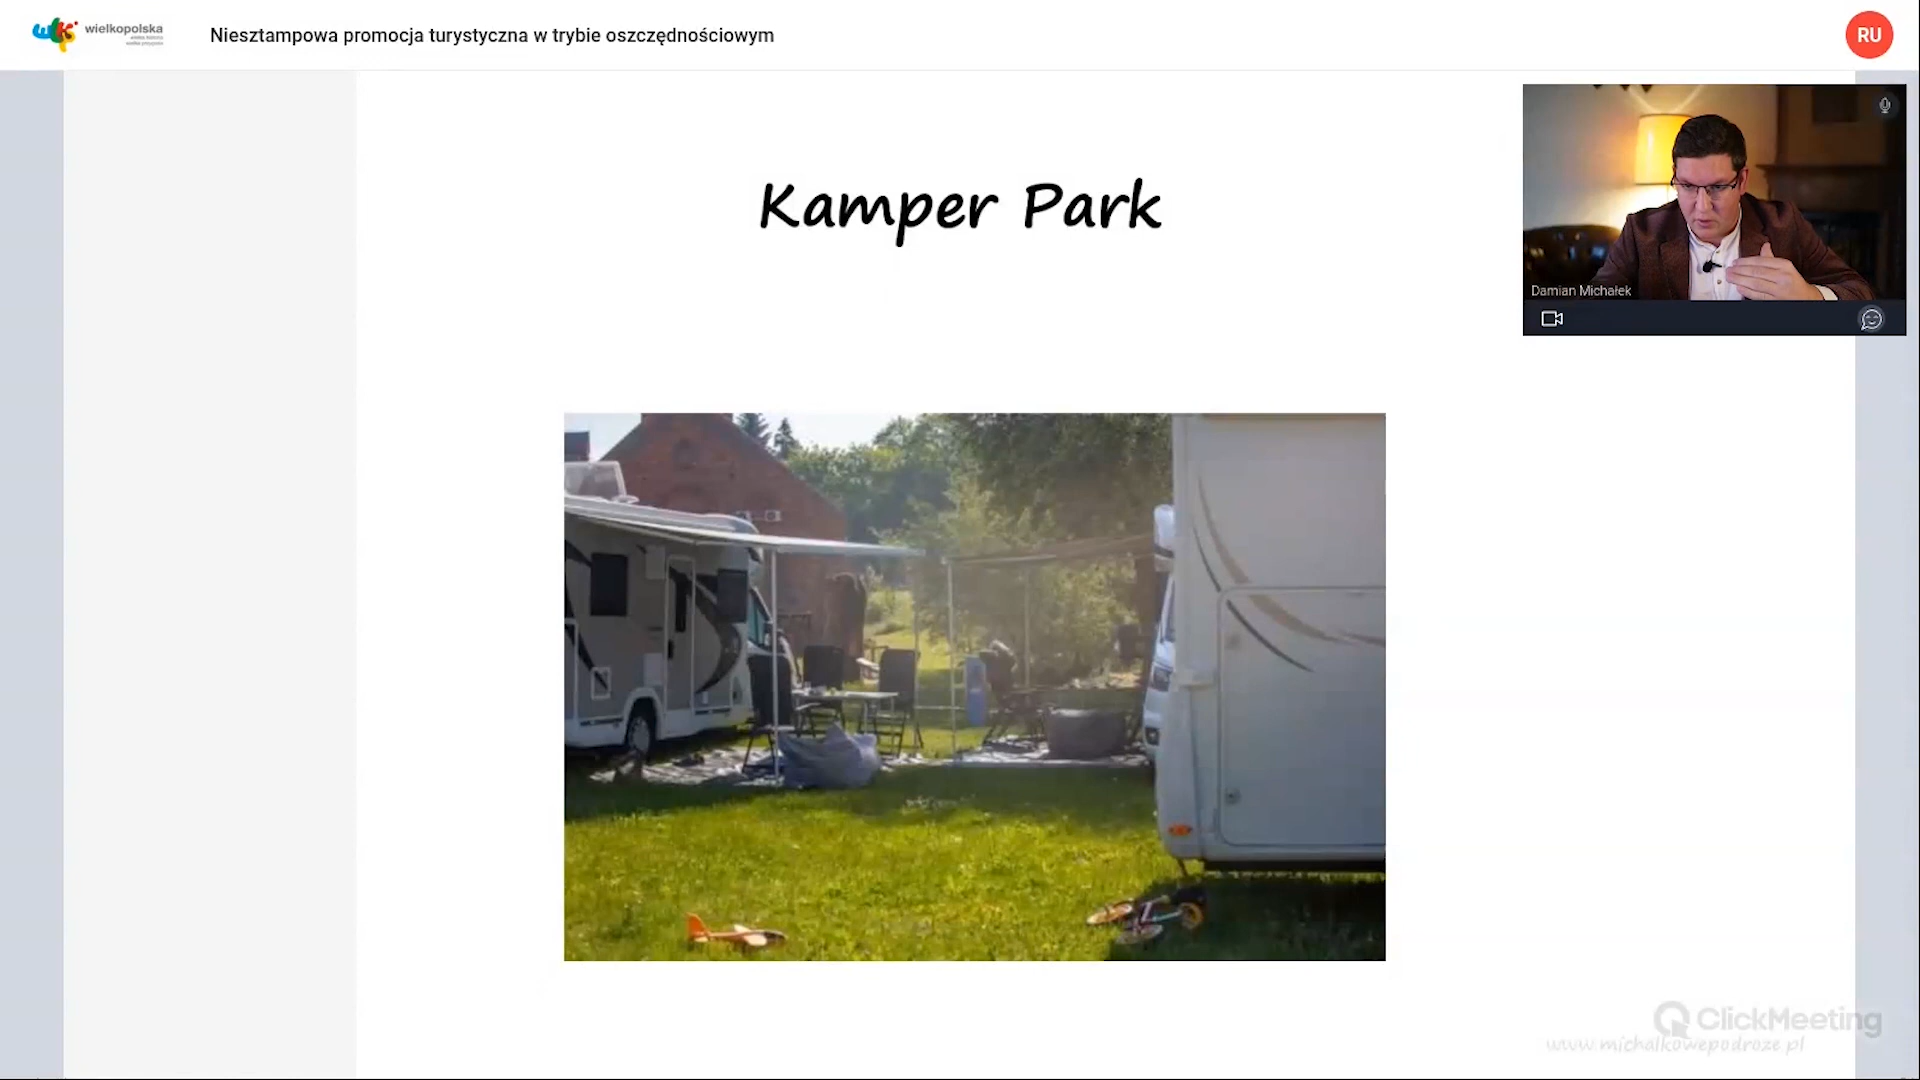 wielkopolska
Niesztampowa promocja turystyczna w trybie oszczędnościowym
RU
Kamper Park
Damian Michałek
ClickMeeting
www.michalkowepodroze.pl